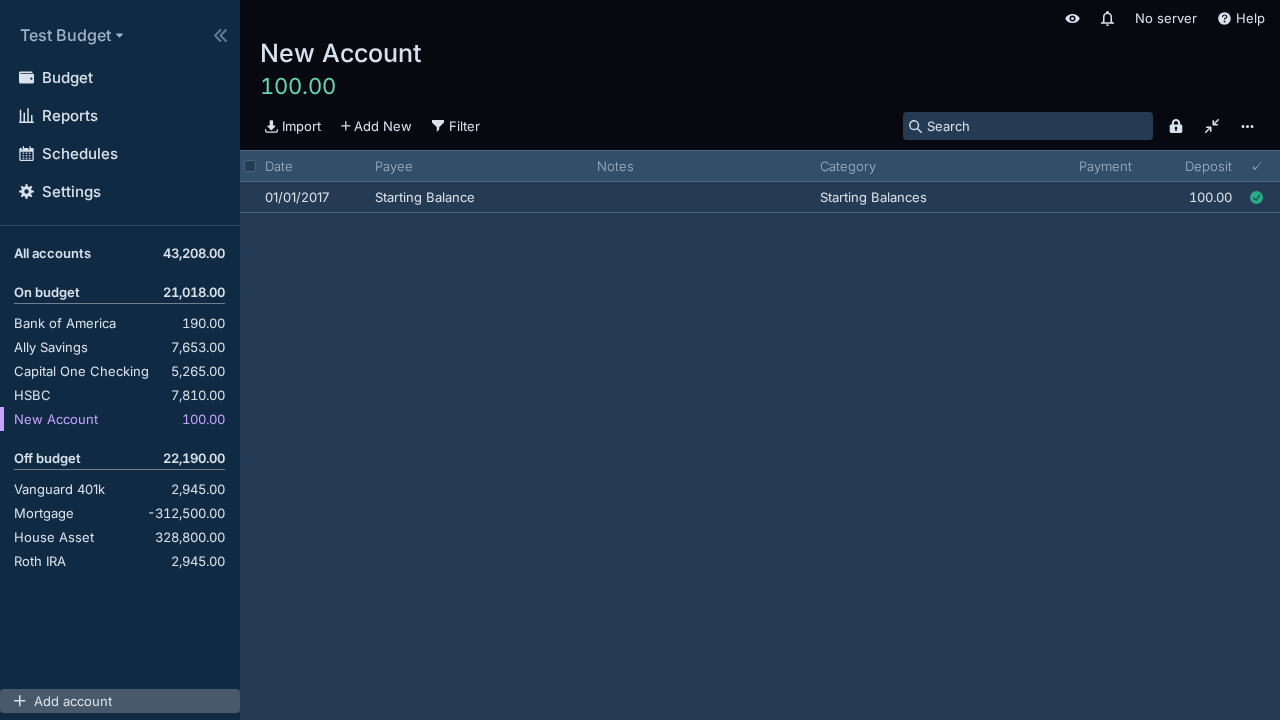 Test Budget
Budget
Reports
Schedules
Settings
All accounts 43,208.00
On budget 21,018.00
Bank of America 190.00
Ally Savings 7,653.00
Capital One Checking 5,265.00
HSBC 7,810.00
New Account 100.00
Off budget 22,190.00
Vanguard 401k 2,945.00
Mortgage -312,500.00
House Asset 328,800.00
Roth IRA 2,945.00
Add account
No server Help
New Account
100.00
Import Add New Filter Search
Date Payee Notes Category Payment Deposit ✓
01/01/2017 Starting Balance Starting Balances 100.00